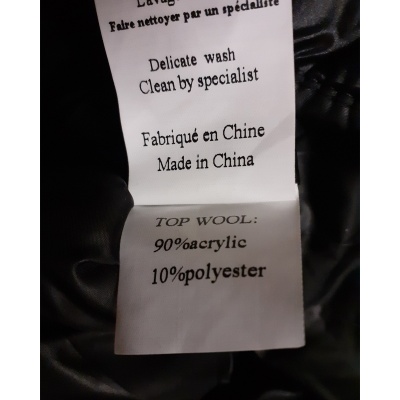 Faire nettoyer par un spécialiste
Delicate wash
Clean by specialist
Fabriqué en Chine
Made in China
TOP WOOL:
90%acrylic
10%polyester